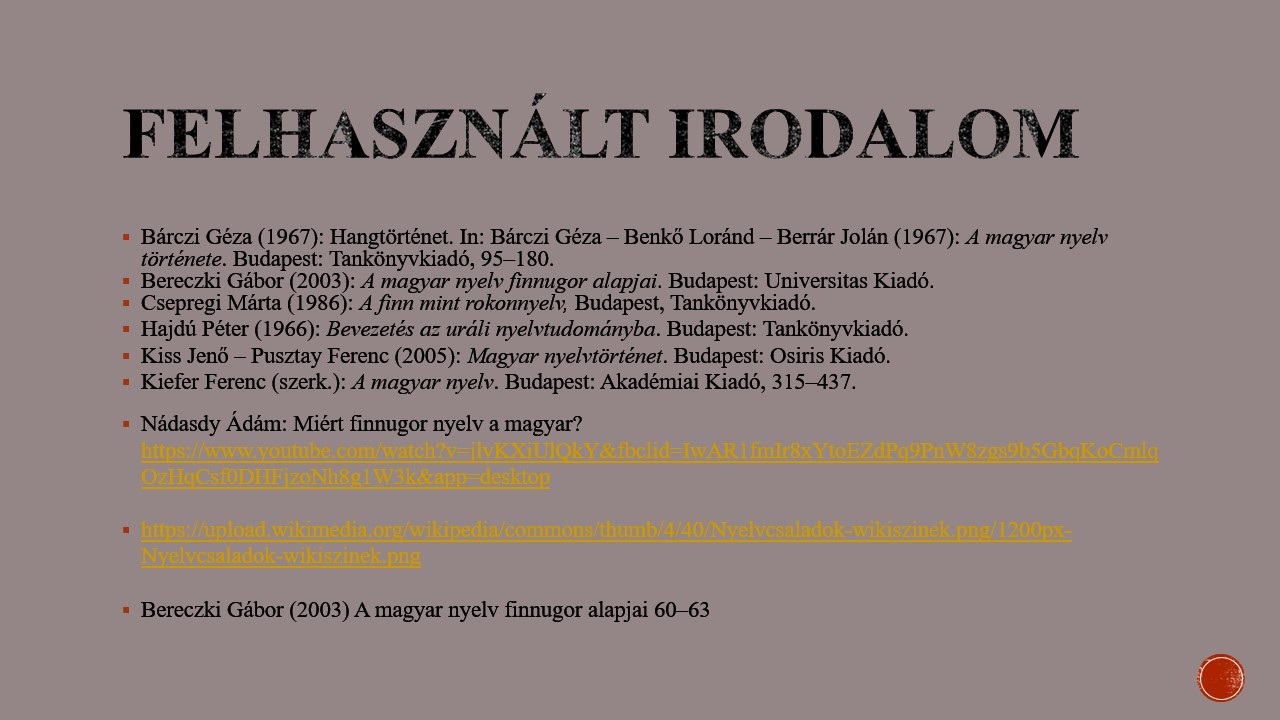 FELHASZNÁLT IRODALOM
Bárczi Géza (1967): Hangtörténet. In: Bárczi Géza – Benkő Loránd – Berrár Jolán (1967): A magyar nyelv
története. Budapest: Tankönyvkiadó, 95–180.
Bereczki Gábor (2003): A magyar nyelv finnugor alapjai. Budapest: Universitas Kiadó.
Csepregi Márta (1986): A finn mint rokonnyelv, Budapest, Tankönyvkiadó.
Hajdú Péter (1966): Bevezetés az uráli nyelvtudományba. Budapest: Tankönyvkiadó.
Kiss Jenő – Pusztay Ferenc (2005): Magyar nyelvtörténet. Budapest: Osiris Kiadó.
Kiefer Ferenc (szerk.): A magyar nyelv. Budapest: Akadémiai Kiadó, 315–437.
Nádasdy Ádám: Miért finnugor nyelv a magyar?
https://www.youtube.com/watch?v=jlvKXiUlQkY&fbclid=IwAR1fmIr8xYtoEZdPq9PnW8zgs9b5GbqKoCmlq
OzHqCsf0DHFjzoNh8g1W3k&app=desktop
https://upload.wikimedia.org/wikipedia/commons/thumb/4/40/Nyelvcsaladok-wikiszinek.png/1200px-
Nyelvcsaladok-wikiszinek.png
Bereczki Gábor (2003) A magyar nyelv finnugor alapjai 60–63